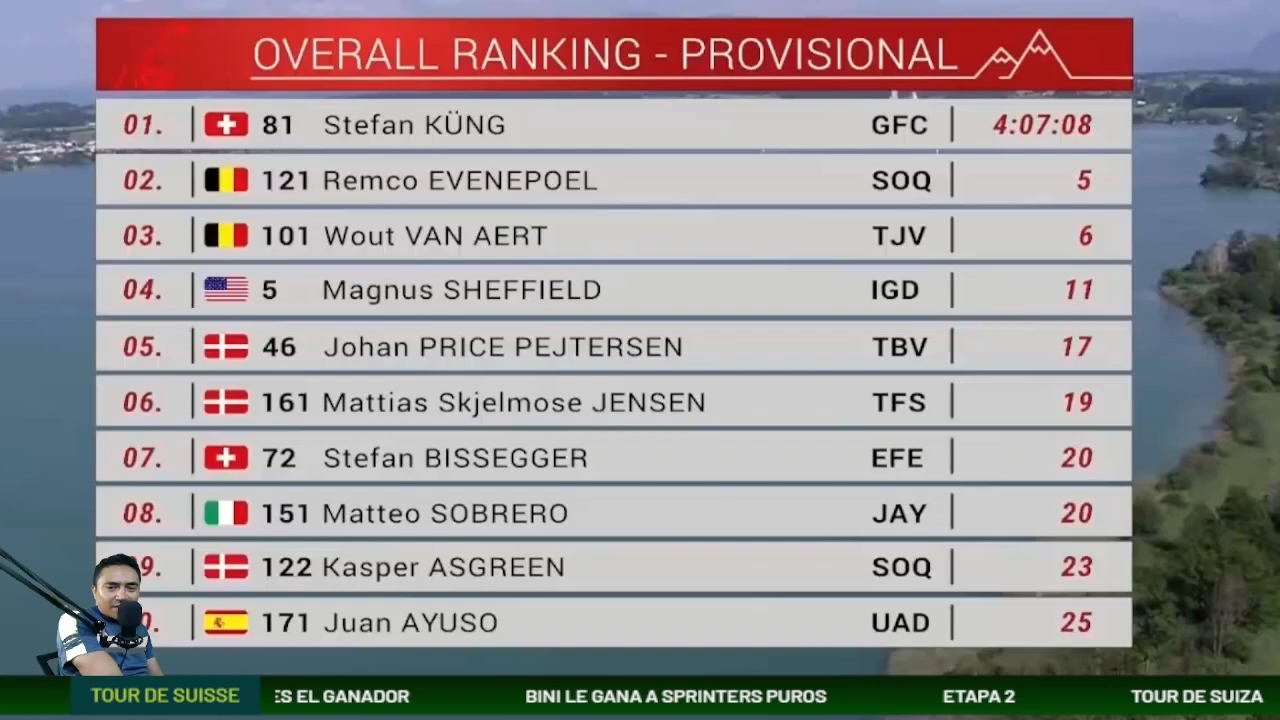 OVERALL RANKING - PROVISIONAL
01. 81 Stefan KÜNG GFC 4:07:08
02. 121 Remco EVENEPOEL SOQ 5
03. 101 Wout VAN AERT TJV 6
04. 5 Magnus SHEFFIELD IGD 11
05. 46 Johan PRICE PEJTERSEN TBV 17
06. 161 Mattias Skjelmose JENSEN TFS 19
07. 72 Stefan BISSEGGER EFE 20
08. 151 Matteo SOBRERO JAY 20
9. 122 Kasper ASGREEN SOQ 23
171 Juan AYUSO UAD 25
TOUR DE SUISSE ES EL GANADOR BINI LE GANA A SPRINTERS PUROS ETAPA 2 TOUR DE SUIZA